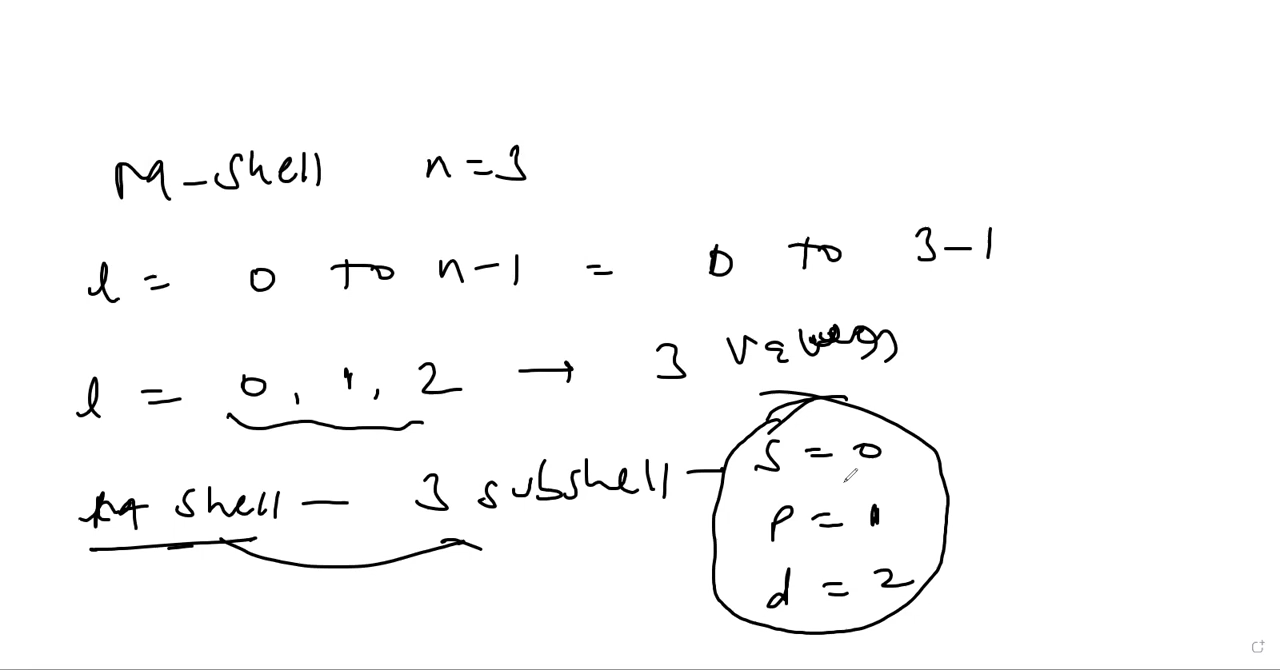 M-shell n=3
l = 0 to n-1 = 0 to 3-1
l = 0, 1, 2 → 3 values
M shell - 3 subshell -
s = 0
p = 1
d = 2